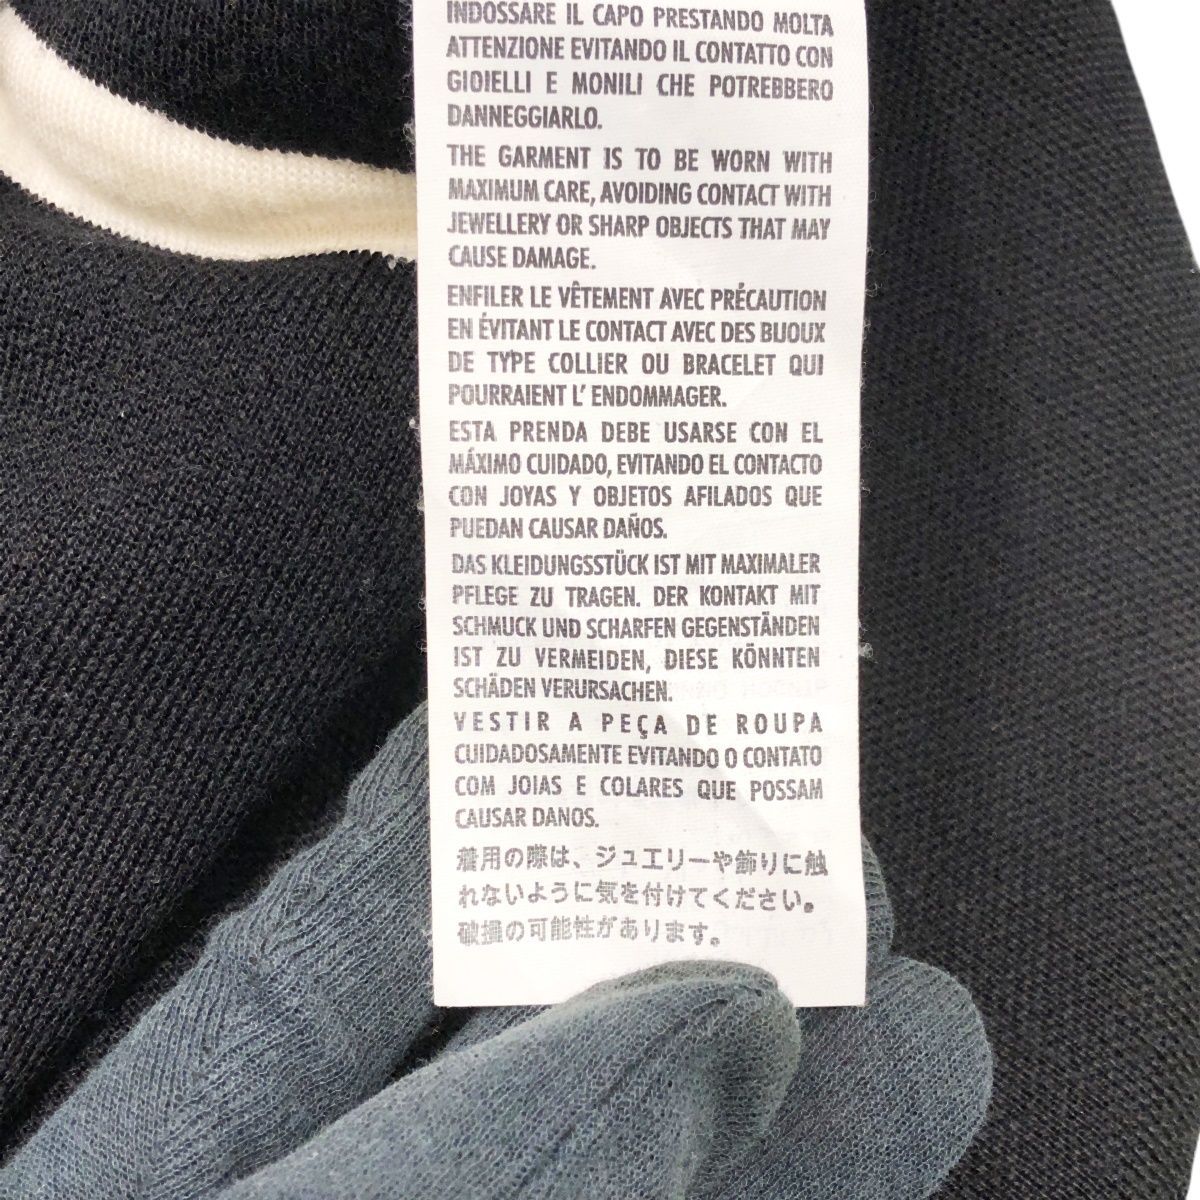 INDOSSARE IL CAPO PRESTANDO MOLTA
ATTENZIONE EVITANDO IL CONTATTO CON
GIOIELLI E MONILI CHE POTREBBERO
DANNEGGIARLO.
THE GARMENT IS TO BE WORN WITH
MAXIMUM CARE, AVOIDING CONTACT WITH
JEWELLERY OR SHARP OBJECTS THAT MAY
CAUSE DAMAGE.
ENFILER LE VÊTEMENT AVEC PRÉCAUTION
EN ÉVITANT LE CONTACT AVEC DES BIJOUX
DE TYPE COLLIER OU BRACELET QUI
POURRAIENT L' ENDOMMAGER.
ESTA PRENDA DEBE USARSE CON EL
MÁXIMO CUIDADO, EVITANDO EL CONTACTO
CON JOYAS Y OBJETOS AFILADOS QUE
PUEDAN CAUSAR DAÑOS.
DAS KLEIDUNGSSTÜCK IST MIT MAXIMALER
PFLEGE ZU TRAGEN. DER KONTAKT MIT
SCHMUCK UND SCHARFEN GEGENSTÄNDEN
IST ZU VERMEIDEN, DIESE KÖNNTEN
SCHÄDEN VERURSACHEN.
VESTIR A PEÇA DE ROUPA
CUIDADOSAMENTE EVITANDO O CONTATO
COM JOIAS E COLARES QUE POSSAM
CAUSAR DANOS.
着用の際は、ジュエリーや飾りに触
れないように気を付けてください。
破損の可能性があります。